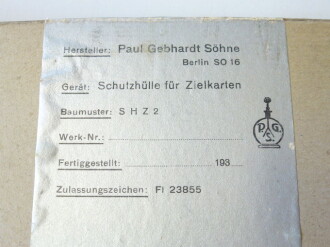 Hersteller: Paul Gebhardt Söhne
Berlin SO 16
Gerät: Schutzhülle für Zielkarten
Baumuster: S H Z 2
Werk-Nr.:
Fertiggestellt: 193
Zulassungszeichen: Fl 23855
P. G.
S.